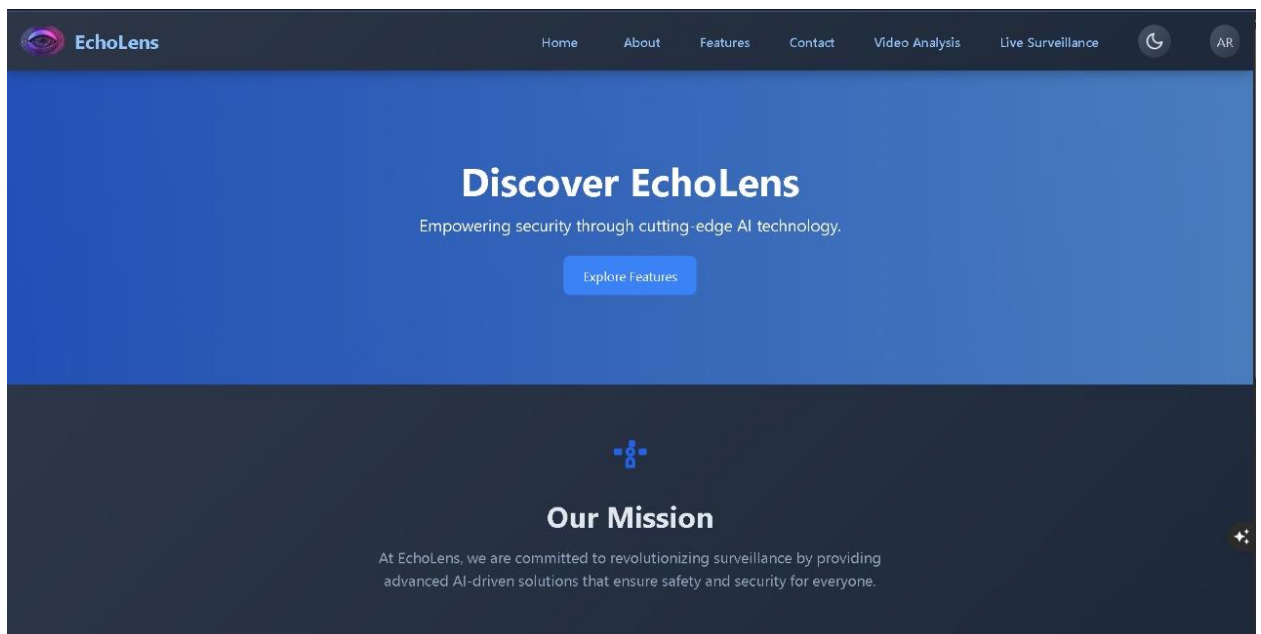 EchoLens
Home About Features Contact Video Analysis Live Surveillance AR
Discover EchoLens
Empowering security through cutting-edge AI technology.
Explore Features
Our Mission
At EchoLens, we are committed to revolutionizing surveillance by providing
advanced AI-driven solutions that ensure safety and security for everyone.